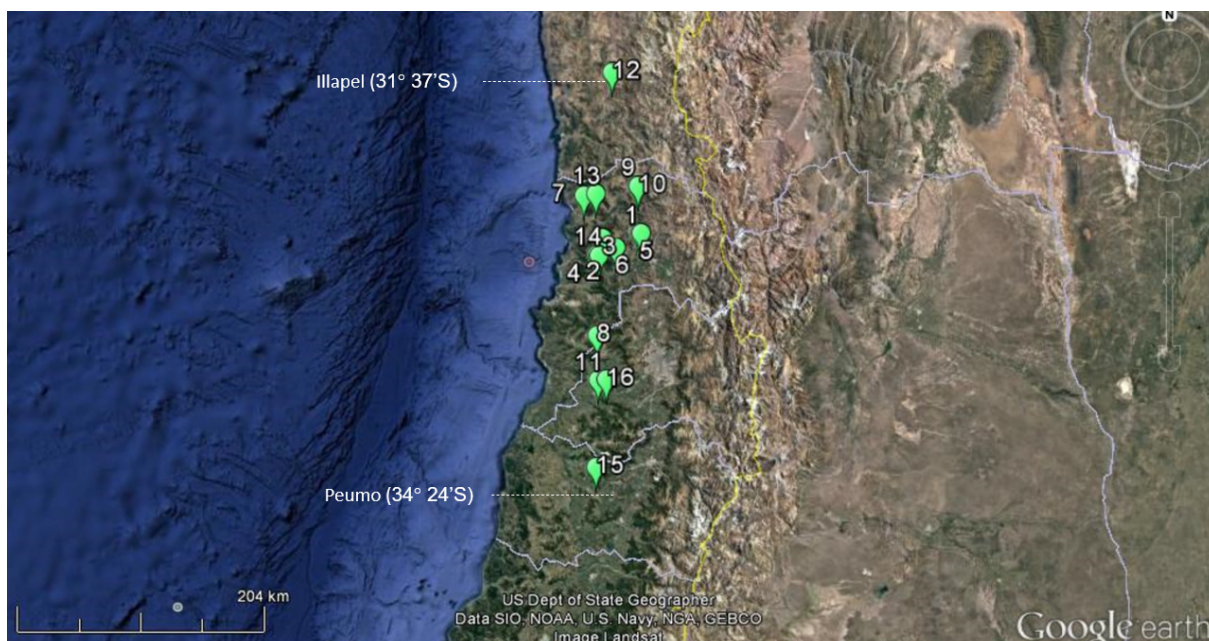 N
Illapel (31° 37'S)
12
13
9
10
7
1
14
3
5
4
2
6
8
11
16
15
Peumo (34° 24'S)
204 km
US Dept of State Geographer
Data SIO, NOAA, U.S. Navy, NGA, GEBCO
Image Landsat
Google earth